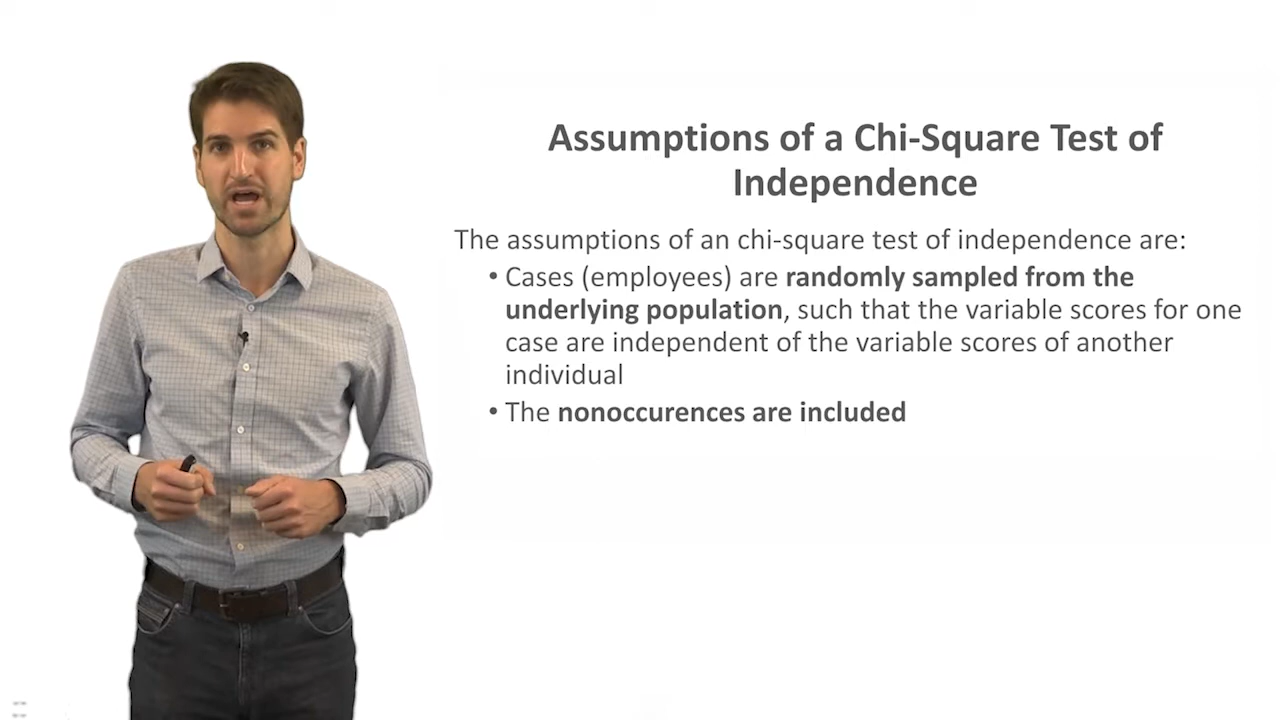 Assumptions of a Chi-Square Test of
Independence
The assumptions of an chi-square test of independence are:
• Cases (employees) are randomly sampled from the
underlying population, such that the variable scores for one
case are independent of the variable scores of another
individual
• The nonoccurences are included